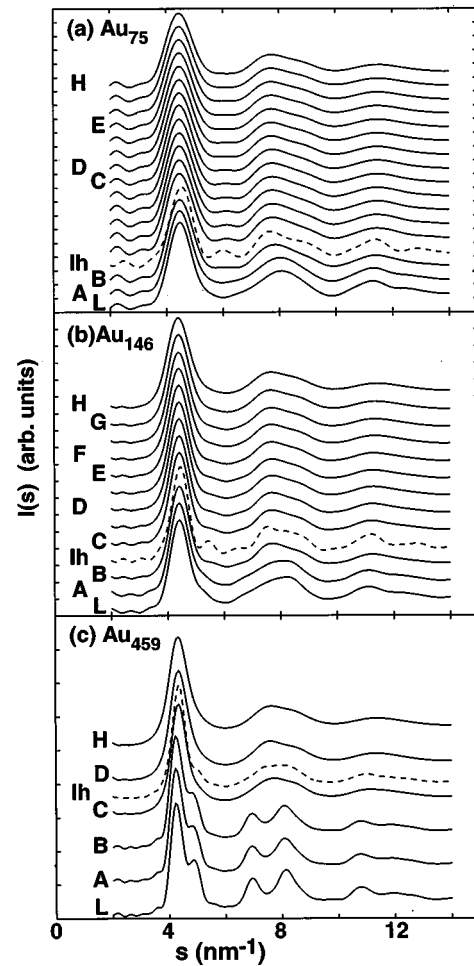 (a) Au75
H
E
D
C
Ih
B
A
L
(b)Au146
H
G
F
E
D
C
Ih
B
A
L
(c) Au459
H
D
Ih
C
B
A
L
I(s) (arb. units)
0 4 8 12
s (nm-1)